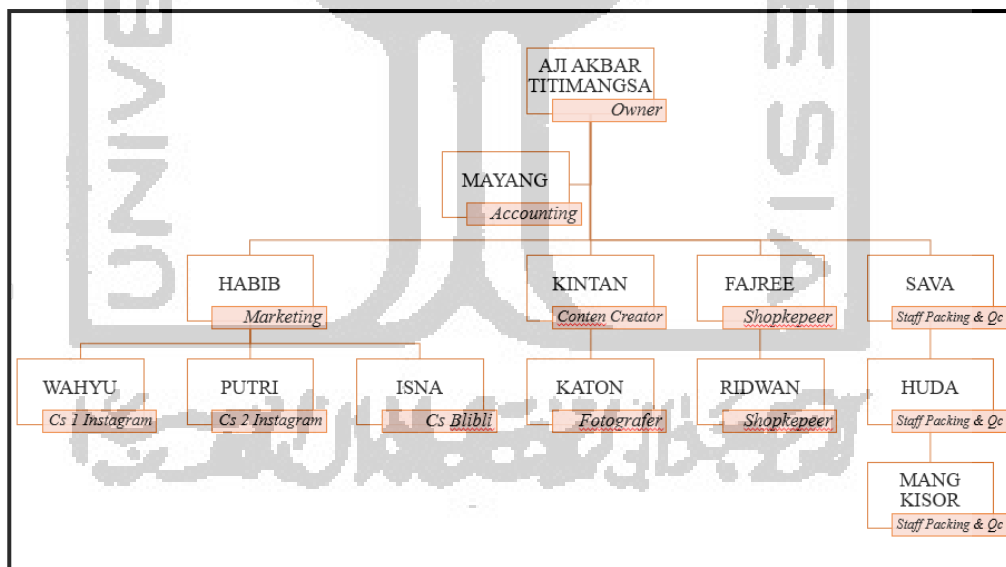 AJI AKBAR
TITIMANGSA
Owner
MAYANG
Accounting
HABIB
Marketing
KINTAN
Conten Creator
FAJREE
Shopkepeer
SAVA
Staff Packing & Qc
WAHYU
Cs 1 Instagram
PUTRI
Cs 2 Instagram
ISNA
Cs Blibli
KATON
Fotografer
RIDWAN
Shopkepeer
HUDA
Staff Packing & Qc
MANG
KISOR
Staff Packing & Qc
UNIVE
ESIA